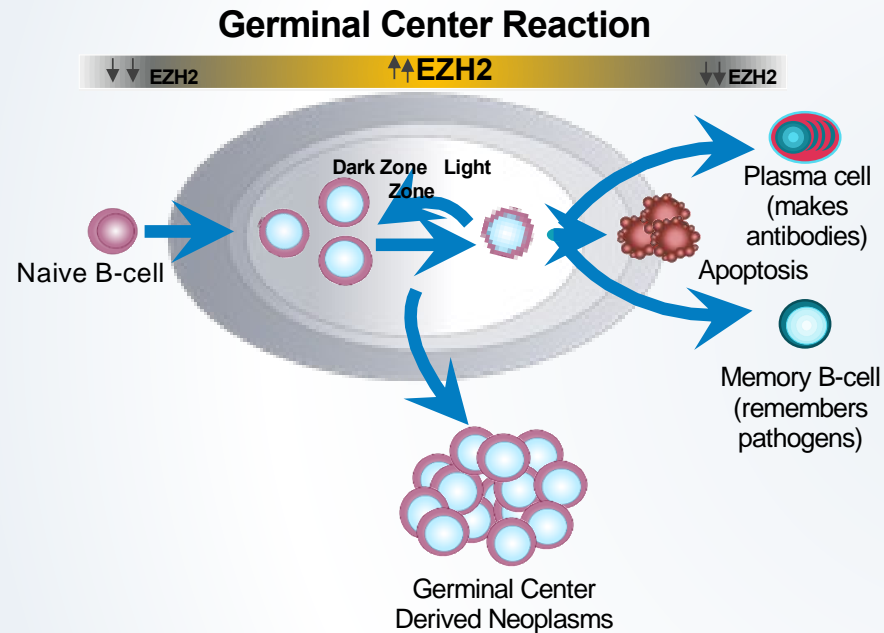 Germinal Center Reaction
↓↓ EZH2
↑↑EZH2
↓↓EZH2
Dark Zone Light
Zone
Naive B-cell
Plasma cell
(makes
antibodies)
Apoptosis
Memory B-cell
(remembers
pathogens)
Germinal Center
Derived Neoplasms